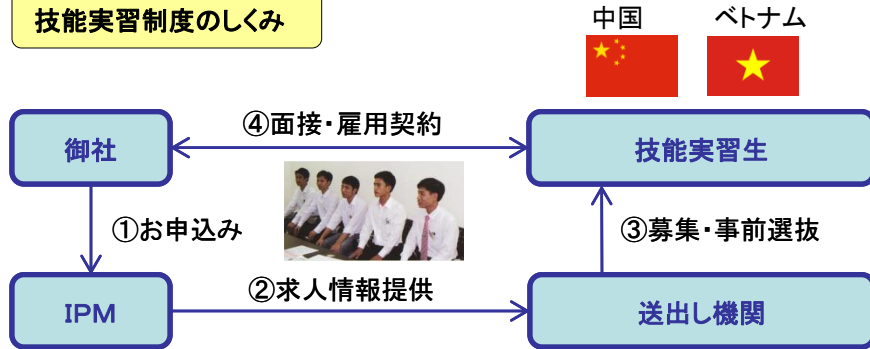 技能実習制度のしくみ
中国
ベトナム
御社
④面接・雇用契約
技能実習生
①お申込み
③募集・事前選抜
IPM
②求人情報提供
送出し機関